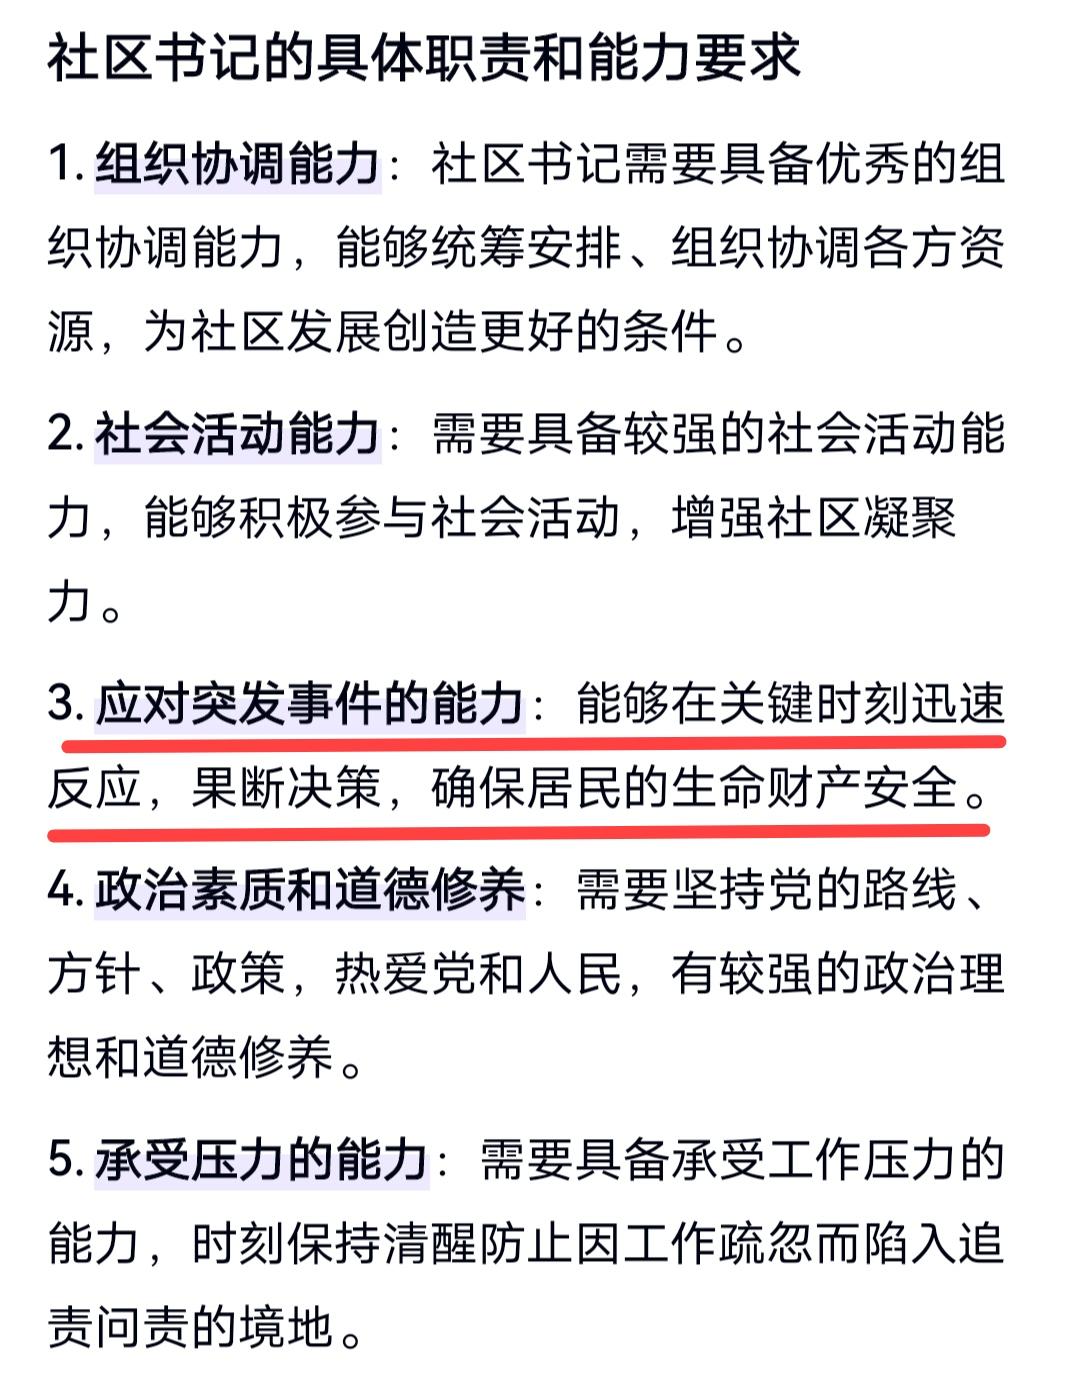 社区书记的具体职责和能力要求
1. 组织协调能力：社区书记需要具备优秀的组
织协调能力，能够统筹安排、组织协调各方资
源，为社区发展创造更好的条件。
2. 社会活动能力：需要具备较强的社会活动能
力，能够积极参与社会活动，增强社区凝聚
力。
3. 应对突发事件的能力：能够在关键时刻迅速
反应，果断决策，确保居民的生命财产安全。
4. 政治素质和道德修养：需要坚持党的路线、
方针、政策，热爱党和人民，有较强的政治理
想和道德修养。
5. 承受压力的能力：需要具备承受工作压力的
能力，时刻保持清醒防止因工作疏忽而陷入追
责问责的境地。